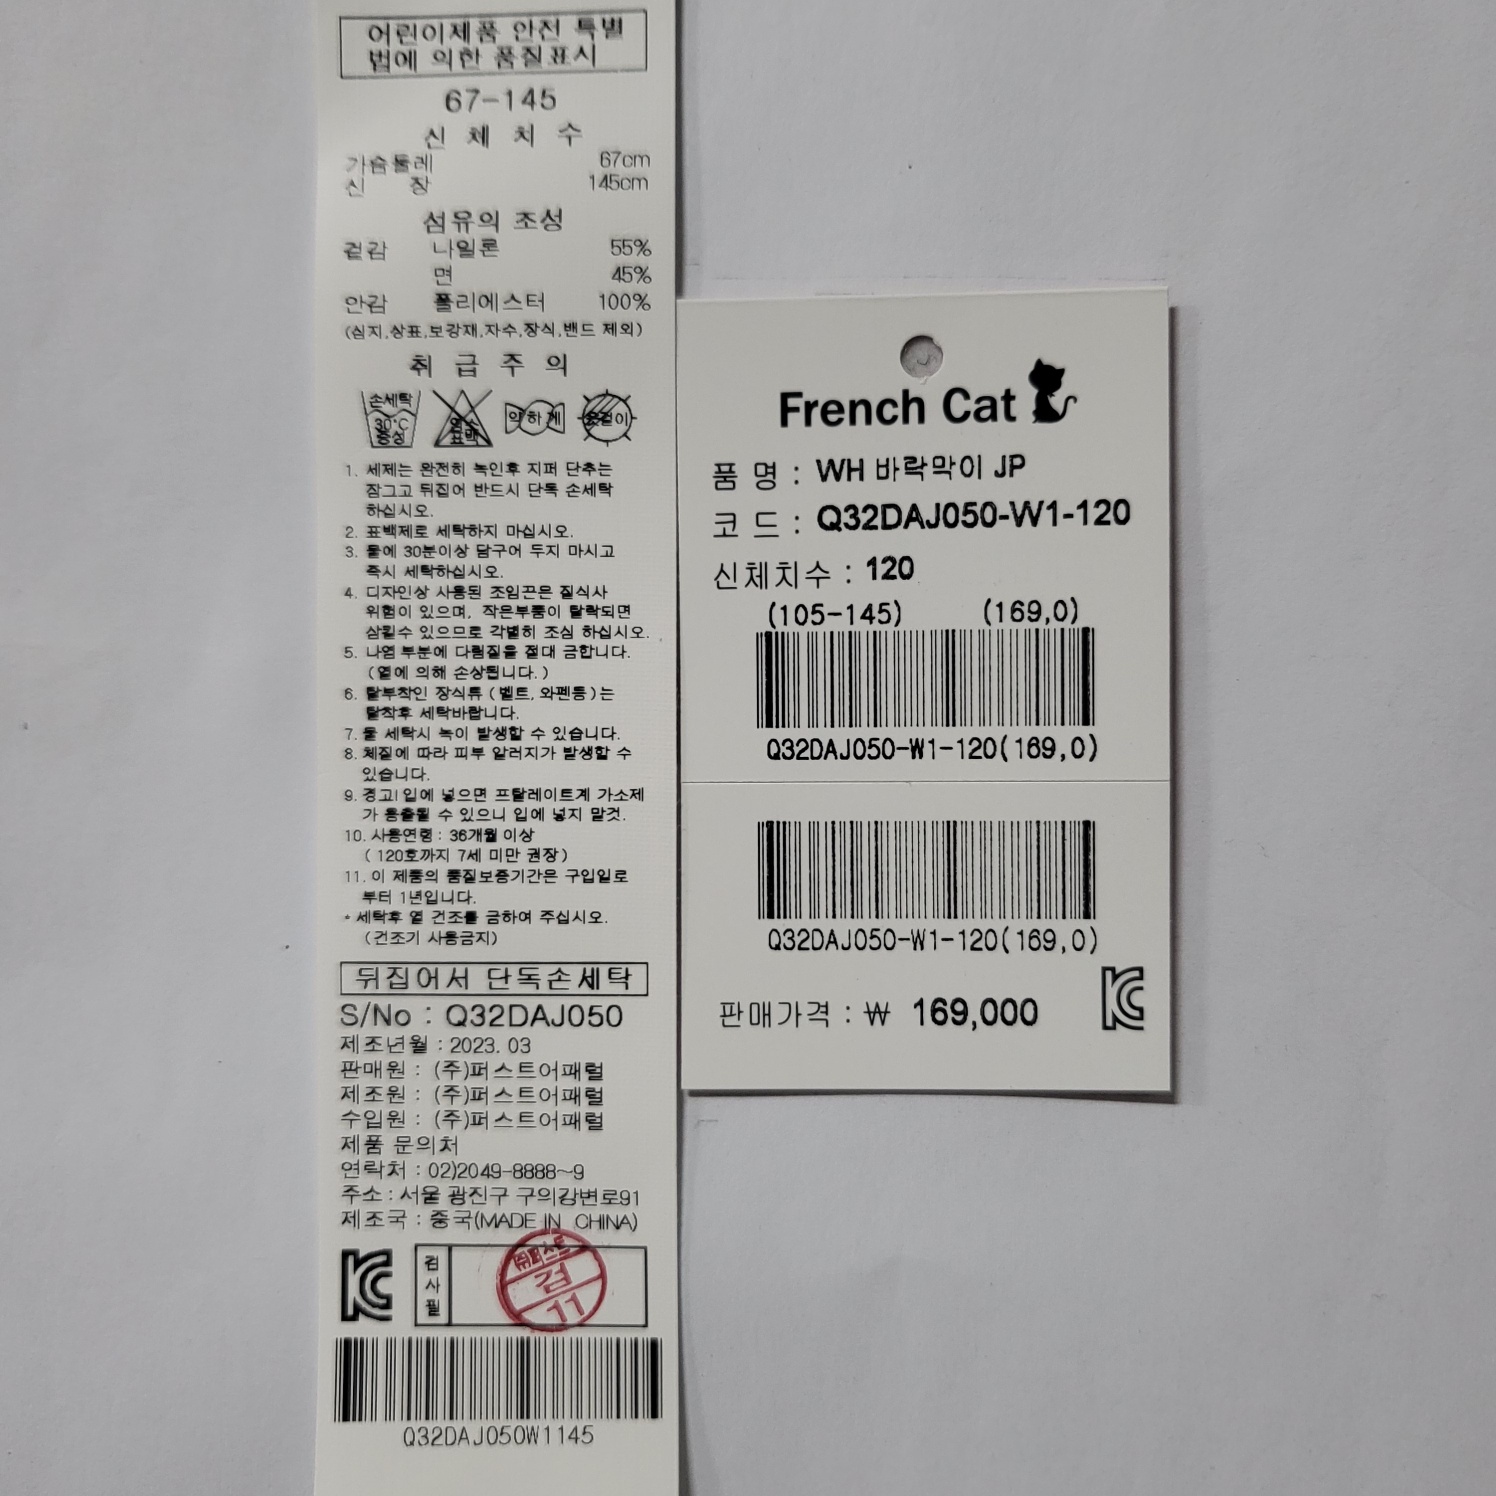 어린이제품 안전 특별
법에 의한 품질표시
67-145
신 체 치 수
가슴둘레 67cm
신 장 145cm
섬유의 조성
겉감 나일론 55%
면 45%
안감 폴리에스터 100%
(심지,상표,보강재,자수,장식,밴드 제외)
취 급 주 의
손세탁 30°C 중성
염소 표백
약하게
옷걸이
1. 세제는 완전히 녹인후 지퍼 단추는
잠그고 뒤집어 반드시 단독 손세탁
하십시오.
2. 표백제로 세탁하지 마십시오.
3. 물에 30분이상 담구어 두지 마시고
즉시 세탁하십시오.
4. 디자인상 사용된 조임끈은 질식사
위험이 있으며, 작은부품이 탈락되면
삼킬수 있으므로 각별히 조심 하십시오.
5. 나염 부분에 다림질을 절대 금합니다.
(열에 의해 손상됩니다.)
6. 탈부착인 장식류 (벨트, 와펜등)는
탈착후 세탁바랍니다.
7. 물 세탁시 녹이 발생할 수 있습니다.
8. 체질에 따라 피부 알러지가 발생할 수
있습니다.
9. 경고! 입에 넣으면 프탈레이트계 가소제
가 용출될 수 있으니 입에 넣지 말것.
10. 사용연령 : 36개월 이상
( 120호까지 7세 미만 권장 )
11. 이 제품의 품질보증기간은 구입일로
부터 1년입니다.
* 세탁후 열 건조를 금하여 주십시오.
(건조기 사용금지)
뒤집어서 단독손세탁
S/No : Q32DAJ050
제조년월 : 2023. 03
판매원 : (주)퍼스트어패럴
제조원 : (주)퍼스트어패럴
수입원 : (주)퍼스트어패럴
제품 문의처
연락처 : 02)2049-8888~9
주소 : 서울 광진구 구의강변로91
제조국 : 중국(MADE IN CHINA)
KC
검사필
㈜퍼스트
검
11
Q32DAJ050W1145
French Cat
품 명 : WH 바락막이 JP
코 드 : Q32DAJ050-W1-120
신체치수 : 120
(105-145) (169,0)
Q32DAJ050-W1-120(169,0)
Q32DAJ050-W1-120(169,0)
KC
판매가격 : ₩ 169,000